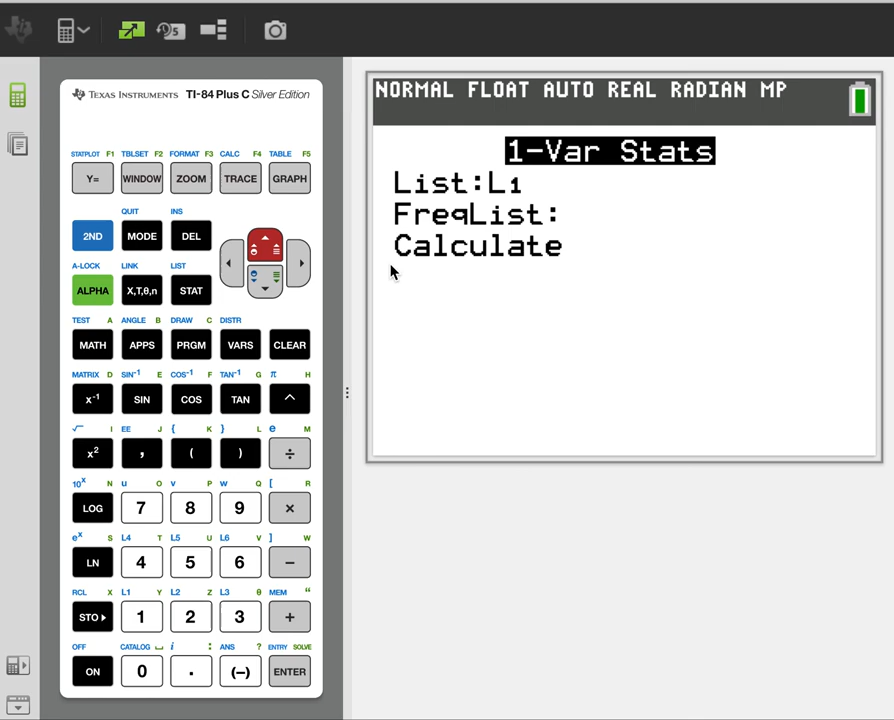 5
NORMAL FLOAT AUTO REAL RADIAN MP
1-Var Stats
List:L₁
FreqList:
Calculate
TEXAS INSTRUMENTS TI-84 Plus C Silver Edition
STATPLOT F1 TBLSET F2 FORMAT F3 CALC F4 TABLE F5
Y= WINDOW ZOOM TRACE GRAPH
QUIT INS
2ND MODE DEL
A-LOCK LINK LIST
ALPHA X,T,θ,n STAT
TEST A ANGLE B DRAW C DISTR
MATH APPS PRGM VARS CLEAR
MATRIX D SIN⁻¹ E COS⁻¹ F TAN⁻¹ G π H
x⁻¹ SIN COS TAN ^
√‾ I EE J { K } L e M
x² , ( ) ÷
10ˣ N u O v P w Q [ R
LOG 7 8 9 ×
eˣ S L4 T L5 U L6 V ] W
LN 4 5 6 −
RCL X L1 Y L2 Z L3 θ MEM “
STO▸ 1 2 3 +
OFF CATALOG ⎵ i : ANS ? ENTRY SOLVE
ON 0 . (−) ENTER